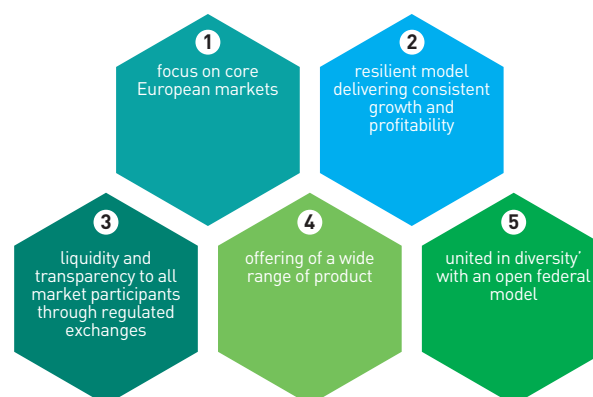 1
focus on core
European markets
2
resilient model
delivering consistent
growth and
profitability
3
liquidity and
transparency to all
market participants
through regulated
exchanges
4
offering of a wide
range of product
5
united in diversity*
with an open federal
model